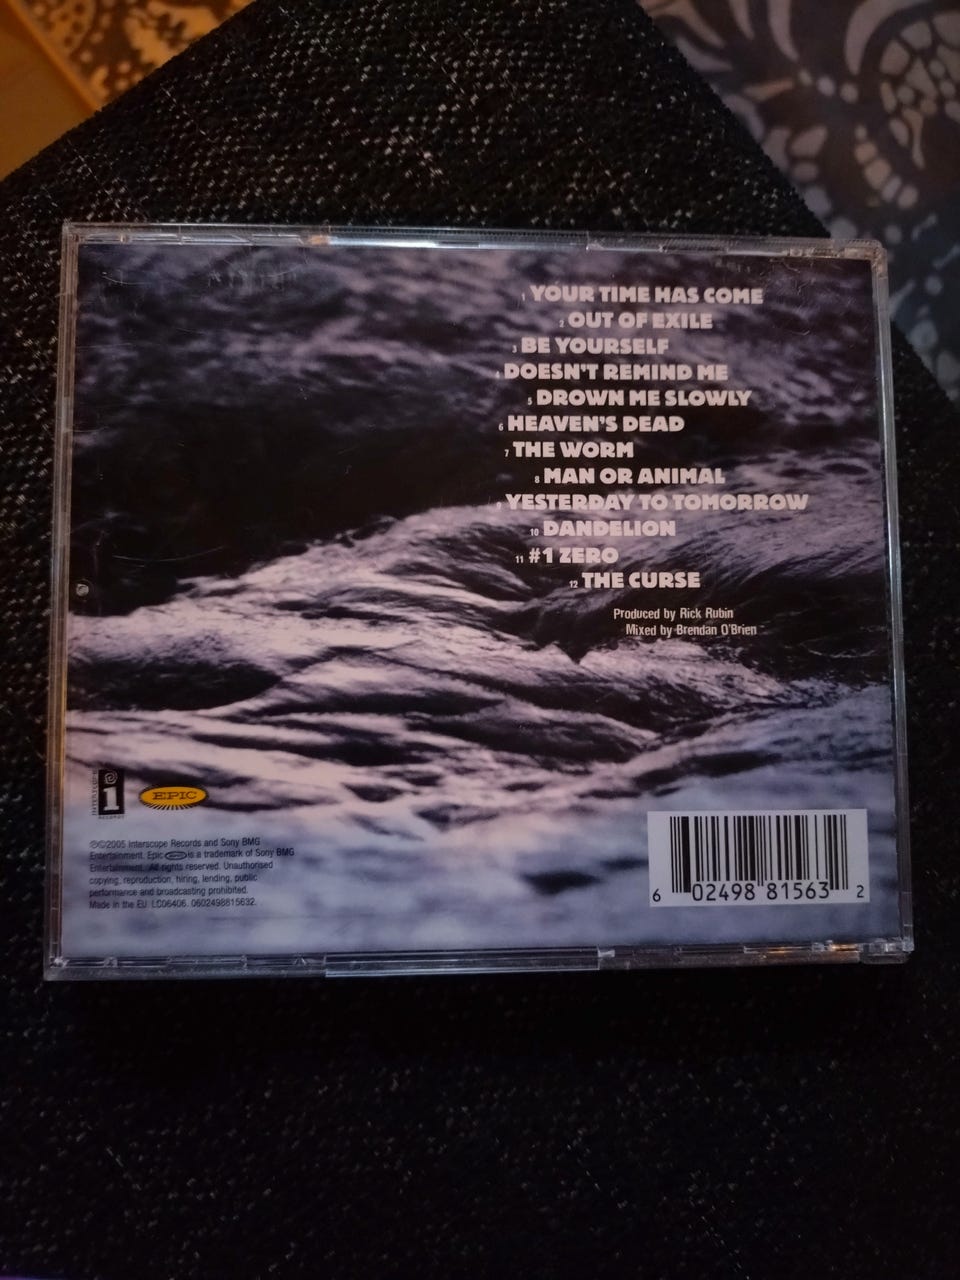 1 YOUR TIME HAS COME
2 OUT OF EXILE
3 BE YOURSELF
4 DOESN'T REMIND ME
5 DROWN ME SLOWLY
6 HEAVEN'S DEAD
7 THE WORM
8 MAN OR ANIMAL
9 YESTERDAY TO TOMORROW
10 DANDELION
11 #1 ZERO
12 THE CURSE
Produced by Rick Rubin
Mixed by Brendan O'Brien
INTERSCOPE
i
RECORDS
EPIC
℗©2005 Interscope Records and Sony BMG
Entertainment. Epic and is a trademark of Sony BMG
Entertainment. All rights reserved. Unauthorised
copying, reproduction, hiring, lending, public
performance and broadcasting prohibited.
Made in the EU. LC06406. 0602498815632.
6 02498 81563 2